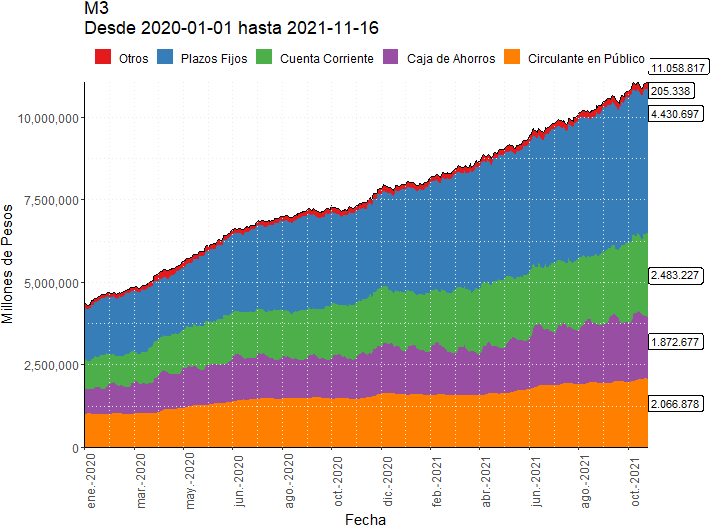 M3
Desde 2020-01-01 hasta 2021-11-16
Otros Plazos Fijos Cuenta Corriente Caja de Ahorros Circulante en Público
11.058.817
205.338
4.430.697
2.483.227
1.872.677
2.066.878
Millones de Pesos
10,000,000
7,500,000
5,000,000
2,500,000
0
ene.-2020 mar.-2020 may.-2020 jun.-2020 ago.-2020 oct.-2020 dic.-2020 feb.-2021 abr.-2021 jun.-2021 ago.-2021 oct.-2021
Fecha